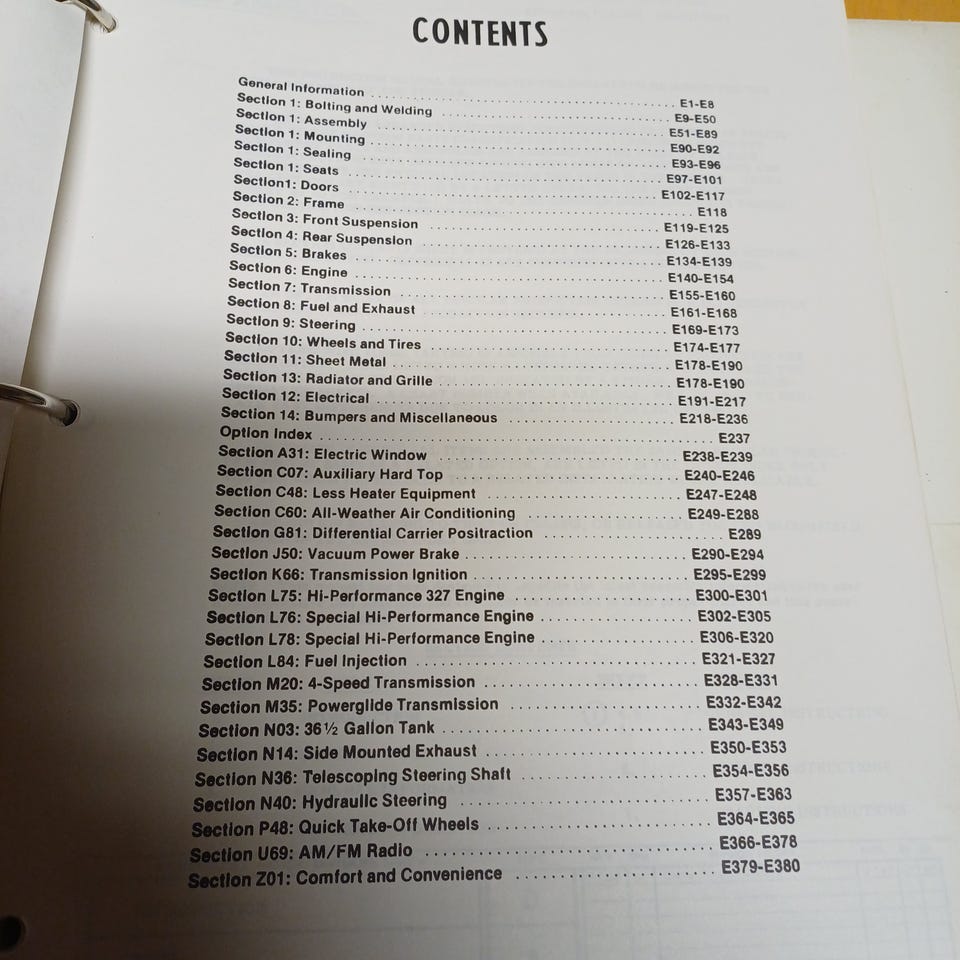 CONTENTS
General Information . . . . . . . . . . E1-E8
Section 1: Bolting and Welding . . . . . . . . . . E9-E50
Section 1: Assembly . . . . . . . . . . E51-E89
Section 1: Mounting . . . . . . . . . . E90-E92
Section 1: Sealing . . . . . . . . . . E93-E96
Section 1: Seats . . . . . . . . . . E97-E101
Section1: Doors . . . . . . . . . . E102-E117
Section 2: Frame . . . . . . . . . . E118
Section 3: Front Suspension . . . . . . . . . . E119-E125
Section 4: Rear Suspension . . . . . . . . . . E126-E133
Section 5: Brakes . . . . . . . . . . E134-E139
Section 6: Engine . . . . . . . . . . E140-E154
Section 7: Transmission . . . . . . . . . . E155-E160
Section 8: Fuel and Exhaust . . . . . . . . . . E161-E168
Section 9: Steering . . . . . . . . . . E169-E173
Section 10: Wheels and Tires . . . . . . . . . . E174-E177
Section 11: Sheet Metal . . . . . . . . . . E178-E190
Section 13: Radiator and Grille . . . . . . . . . . E178-E190
Section 12: Electrical . . . . . . . . . . E191-E217
Section 14: Bumpers and Miscellaneous . . . . . . . . . . E218-E236
Option Index . . . . . . . . . . E237
Section A31: Electric Window . . . . . . . . . . E238-E239
Section C07: Auxiliary Hard Top . . . . . . . . . . E240-E246
Section C48: Less Heater Equipment . . . . . . . . . . E247-E248
Section C60: All-Weather Air Conditioning . . . . . . . . . . E249-E288
Section G81: Differential Carrier Positraction . . . . . . . . . . E289
Section J50: Vacuum Power Brake . . . . . . . . . . E290-E294
Section K66: Transmission Ignition . . . . . . . . . . E295-E299
Section L75: Hi-Performance 327 Engine . . . . . . . . . . E300-E301
Section L76: Special Hi-Performance Engine . . . . . . . . . . E302-E305
Section L78: Special Hi-Performance Engine . . . . . . . . . . E306-E320
Section L84: Fuel Injection . . . . . . . . . . E321-E327
Section M20: 4-Speed Transmission . . . . . . . . . . E328-E331
Section M35: Powerglide Transmission . . . . . . . . . . E332-E342
Section N03: 36½ Gallon Tank . . . . . . . . . . E343-E349
Section N14: Side Mounted Exhaust . . . . . . . . . . E350-E353
Section N36: Telescoping Steering Shaft . . . . . . . . . . E354-E356
Section N40: Hydraulic Steering . . . . . . . . . . E357-E363
Section P48: Quick Take-Off Wheels . . . . . . . . . . E364-E365
Section U69: AM/FM Radio . . . . . . . . . . E366-E378
Section Z01: Comfort and Convenience . . . . . . . . . . E379-E380